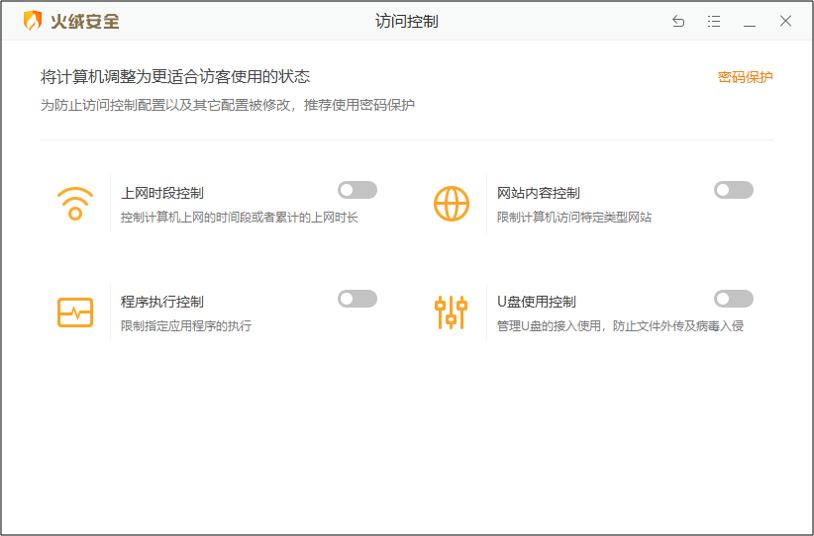 火绒安全
访问控制
将计算机调整为更适合访客使用的状态
密码保护
为防止访问控制配置以及其它配置被修改，推荐使用密码保护
上网时段控制
控制计算机上网的时间段或者累计的上网时长
网站内容控制
限制计算机访问特定类型网站
程序执行控制
限制指定应用程序的执行
U盘使用控制
管理U盘的接入使用，防止文件外传及病毒入侵